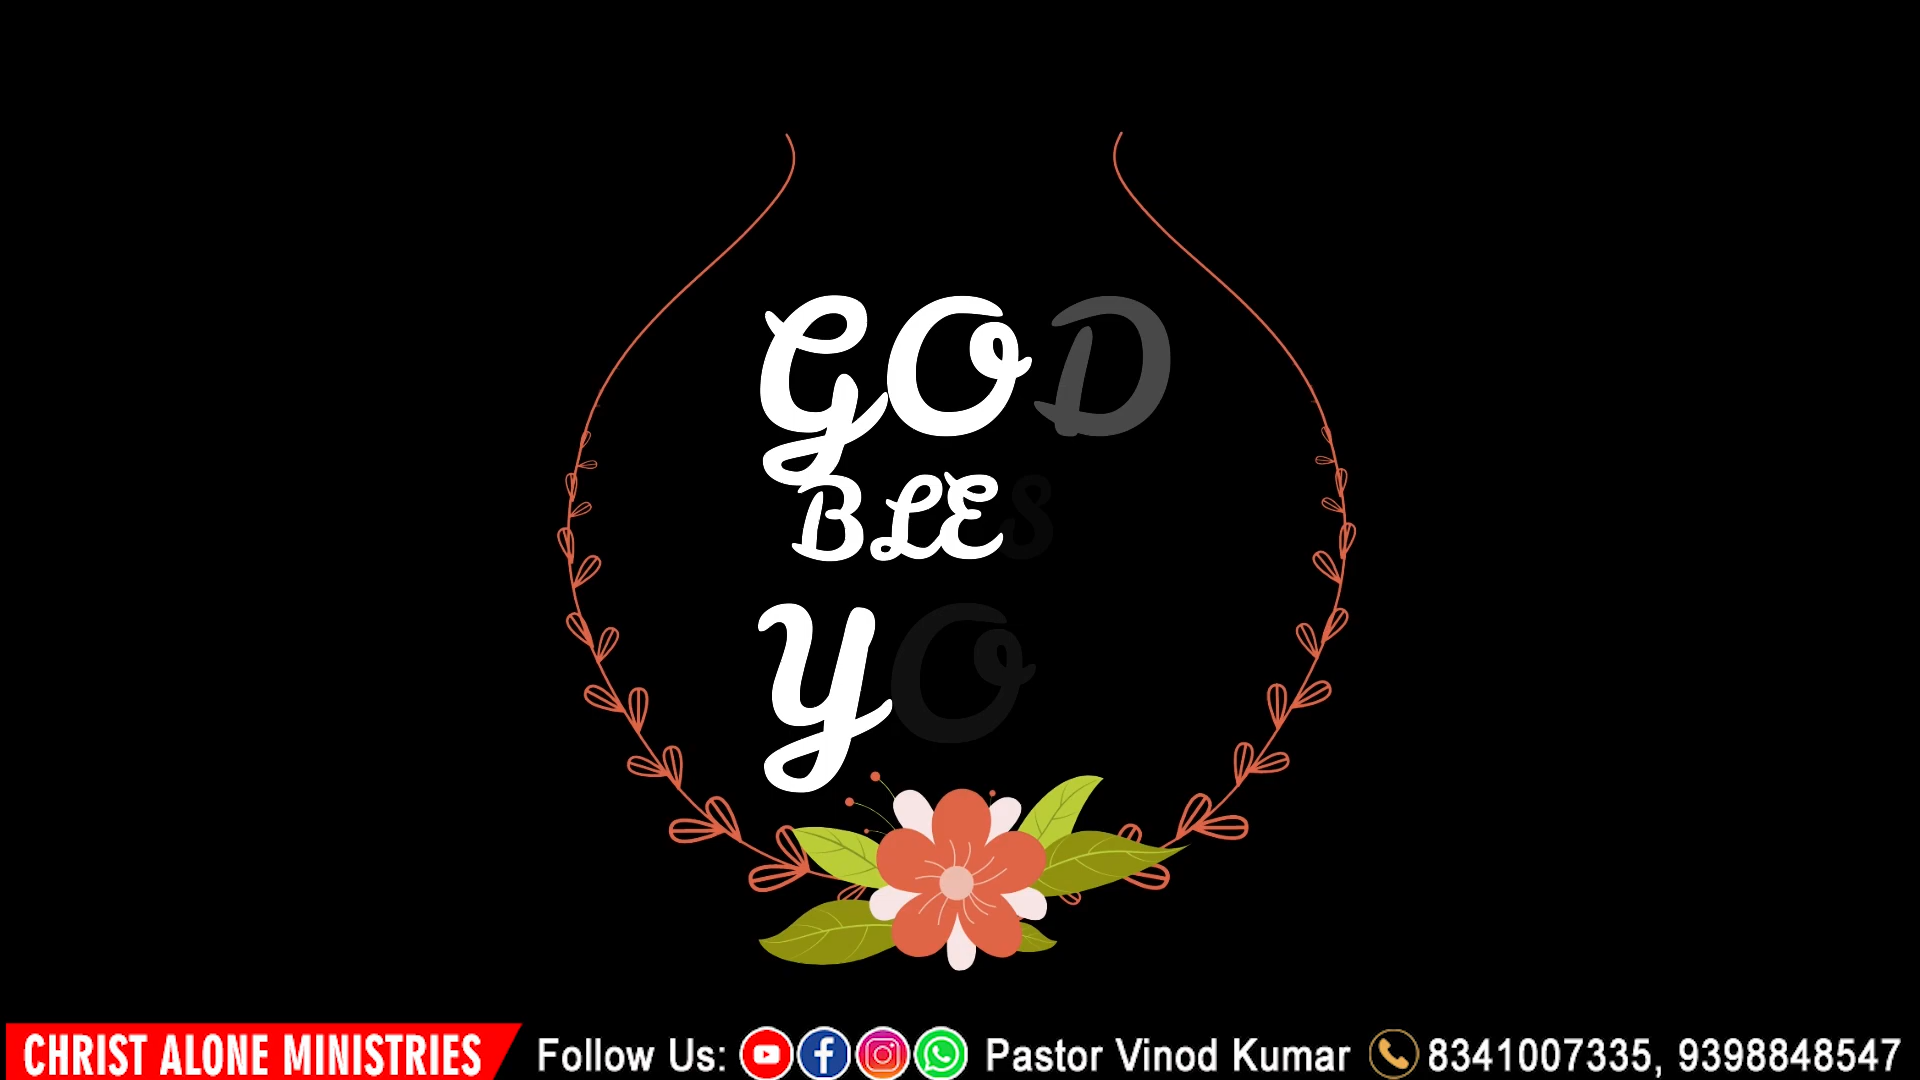 GOD
BLES
YO
CHRIST ALONE MINISTRIES Follow Us: Pastor Vinod Kumar 8341007335, 9398848547